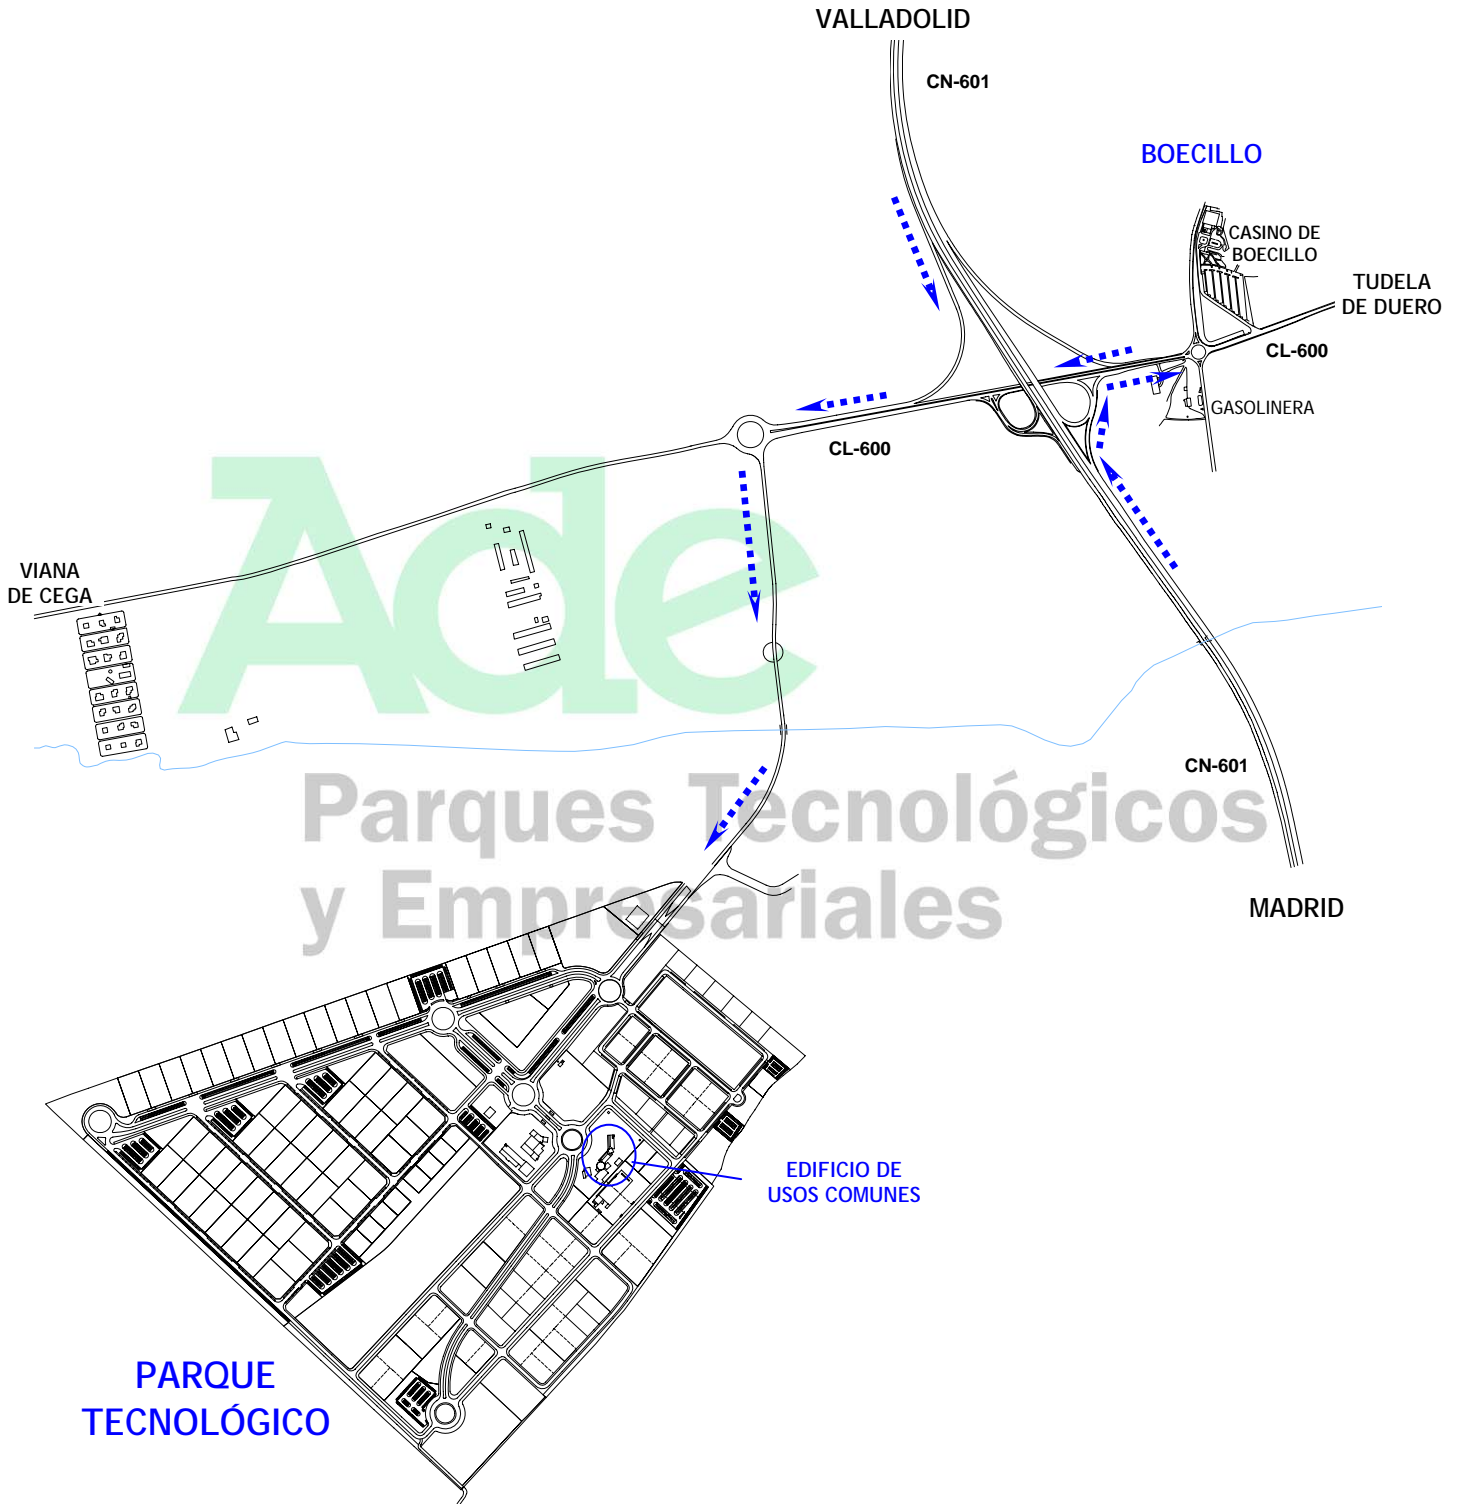 VALLADOLID
CN-601
BOECILLO
CASINO DE
BOECILLO
TUDELA
DE DUERO
CL-600
GASOLINERA
CL-600
Ade
VIANA
DE CEGA
CN-601
Parques Tecnológicos
y Empresariales
MADRID
EDIFICIO DE
USOS COMUNES
PARQUE
TECNOLÓGICO